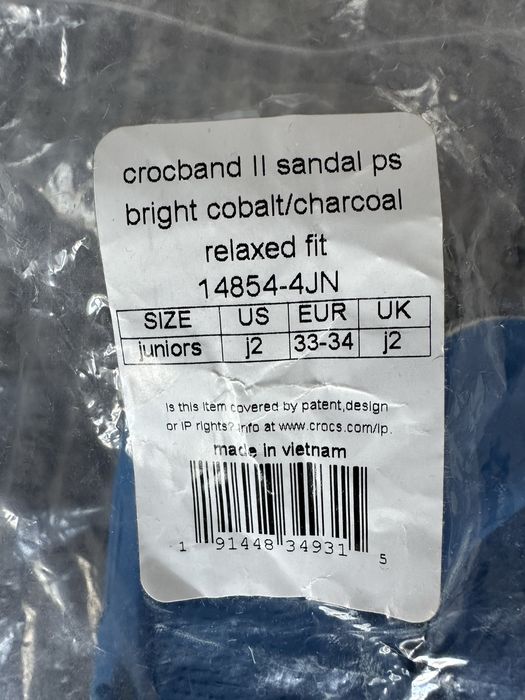 crocband II sandal ps
bright cobalt/charcoal
relaxed fit
14854-4JN
SIZE US EUR UK
juniors j2 33-34 j2
Is this item covered by patent,design
or IP rights? Info at www.crocs.com/ip.
made in vietnam
1 91448 34931 5